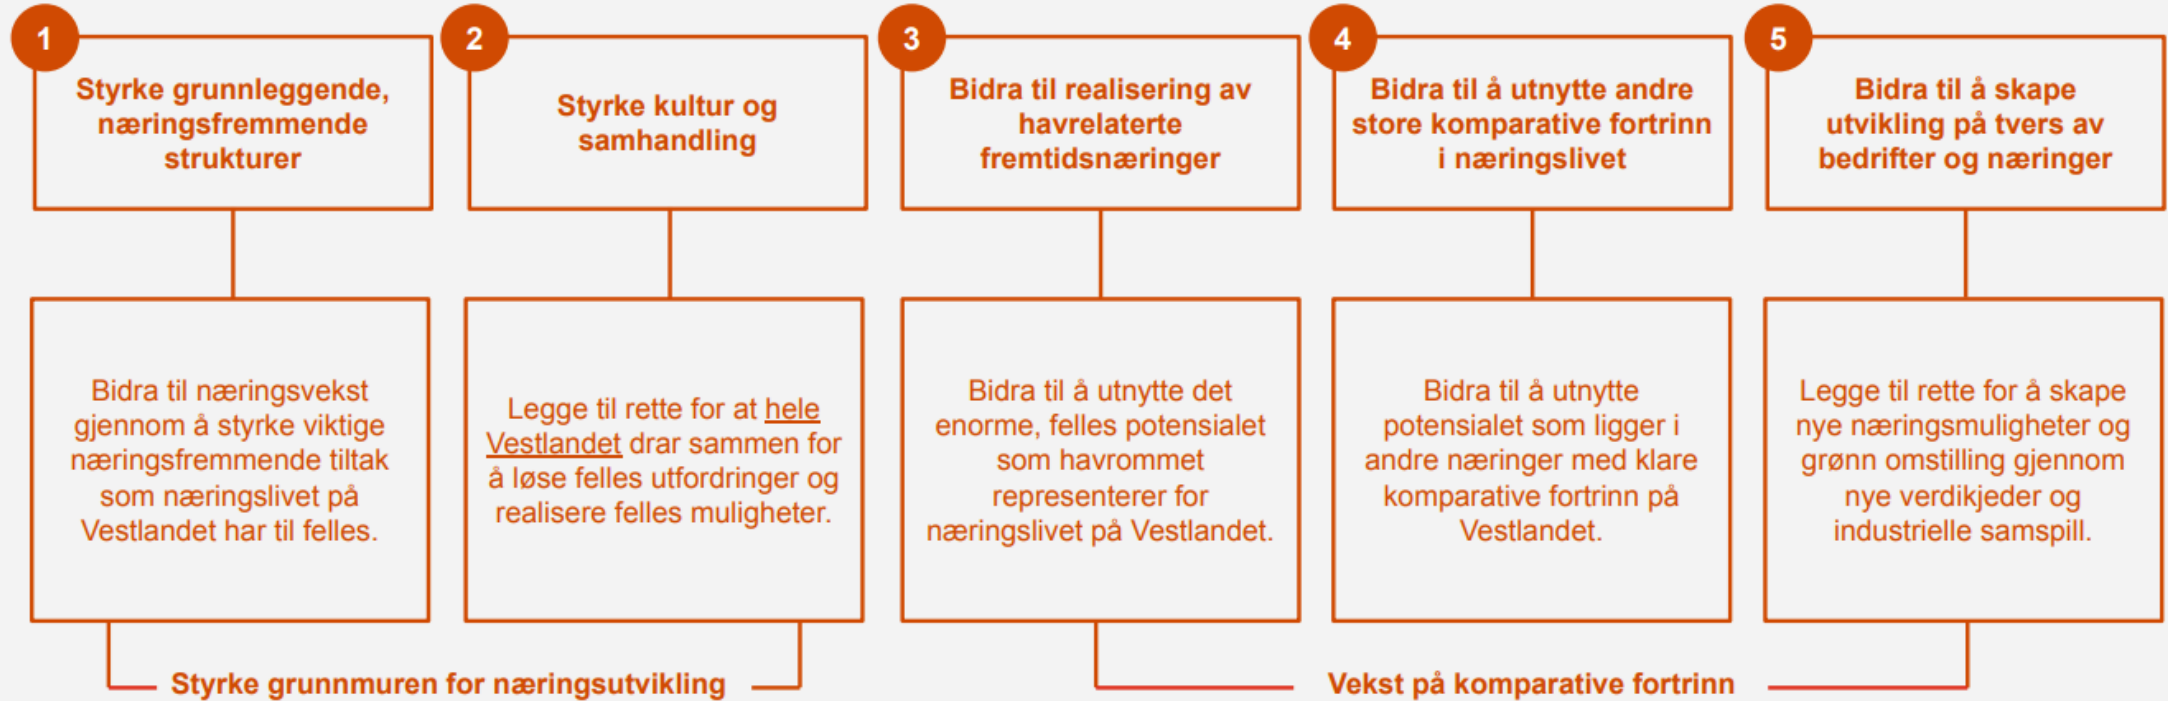 1
Styrke grunnleggende,
næringsfremmende
strukturer
2
Styrke kultur og
samhandling
3
Bidra til realisering av
havrelaterte
fremtidsnæringer
4
Bidra til å utnytte andre
store komparative fortrinn
i næringslivet
5
Bidra til å skape
utvikling på tvers av
bedrifter og næringer
Bidra til næringsvekst
gjennom å styrke viktige
næringsfremmende tiltak
som næringslivet på
Vestlandet har til felles.
Legge til rette for at hele
Vestlandet drar sammen for
å løse felles utfordringer og
realisere felles muligheter.
Bidra til å utnytte det
enorme, felles potensialet
som havrommet
representerer for
næringslivet på Vestlandet.
Bidra til å utnytte
potensialet som ligger i
andre næringer med klare
komparative fortrinn på
Vestlandet.
Legge til rette for å skape
nye næringsmuligheter og
grønn omstilling gjennom
nye verdikjeder og
industrielle samspill.
Styrke grunnmuren for næringsutvikling
Vekst på komparative fortrinn